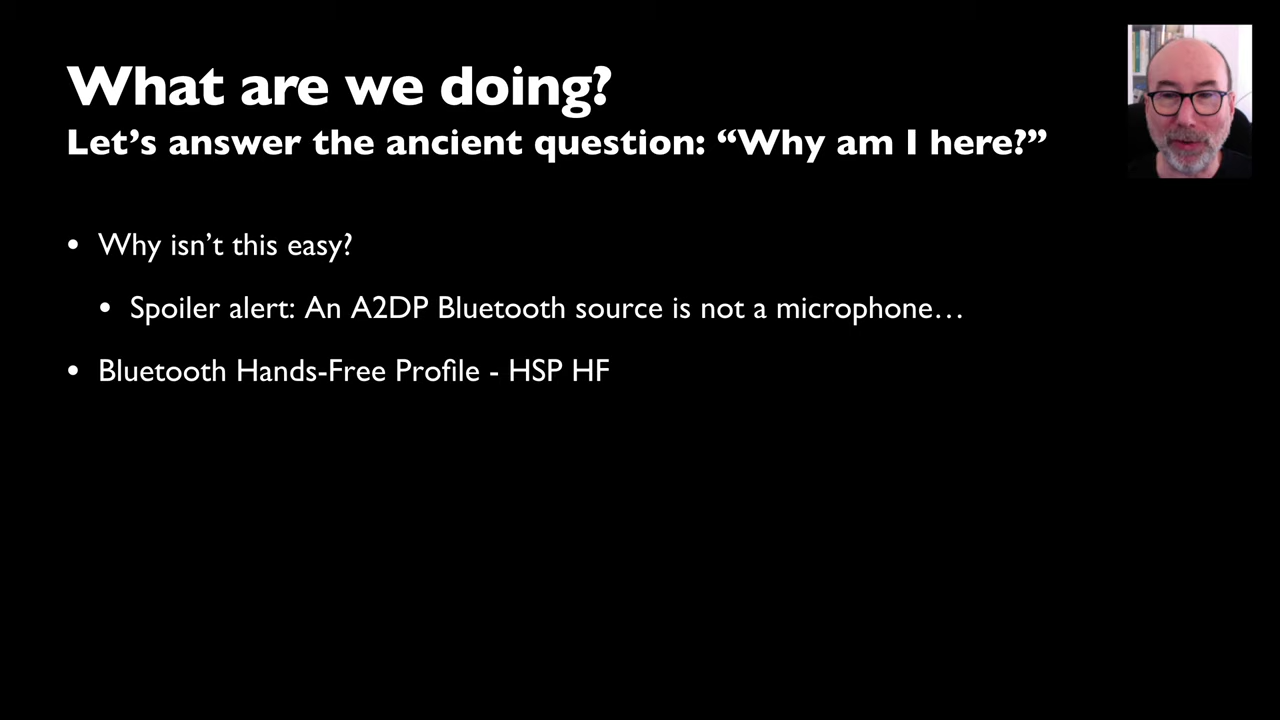 What are we doing?
Let’s answer the ancient question: “Why am I here?”
• Why isn’t this easy?
• Spoiler alert: An A2DP Bluetooth source is not a microphone…
• Bluetooth Hands-Free Profile - HSP HF